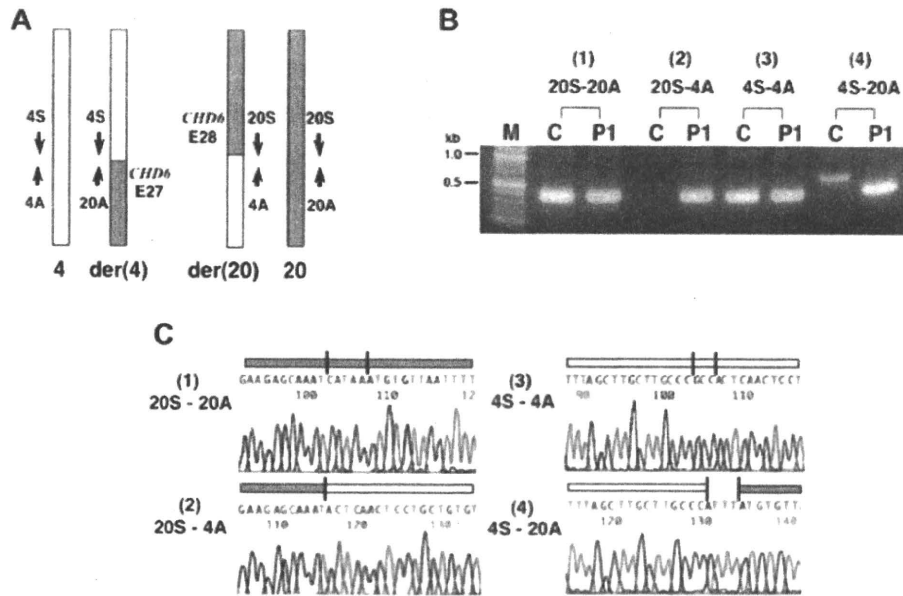 A
4S
4A
4
4S
20A
CHD6
E27
der(4)
CHD6
E28
20S
4A
der(20)
20S
20A
20
B
(1)
20S-20A
(2)
20S-4A
(3)
4S-4A
(4)
4S-20A
kb
M
C
P1
C
P1
C
P1
C
P1
1.0
0.5
C
(1)
20S - 20A
GAAGAGCAAATCATAAATGTGTTAATTTT
100
110
12
(2)
20S - 4A
GAAGAGCAAATACTCAACTCCTGCTGTGT
110
120
130
(3)
4S - 4A
TTTAGCTTGCTTGCCCGCCACTCAACTCCT
90
100
110
(4)
4S - 20A
TTTAGCTTGCTTGCCCATTTATGTGTT
120
130
140